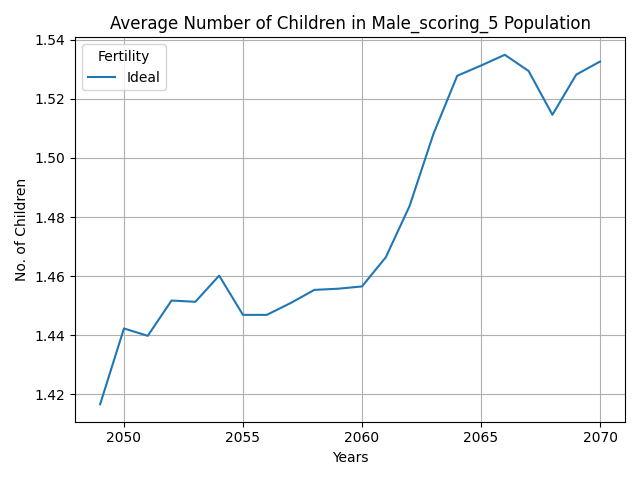 Average Number of Children in Male_scoring_5 Population
Fertility
Ideal
No. of Children
1.54
1.52
1.50
1.48
1.46
1.44
1.42
2050 2055 2060 2065 2070
Years